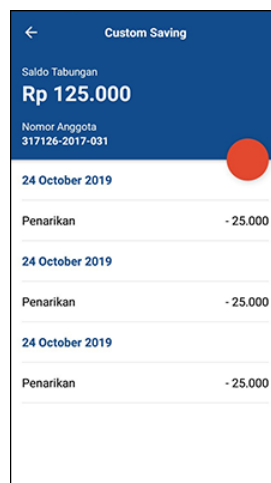 Custom Saving
Saldo Tabungan
Rp 125.000
Nomor Anggota
317126-2017-031
24 October 2019
Penarikan - 25.000
24 October 2019
Penarikan - 25.000
24 October 2019
Penarikan - 25.000